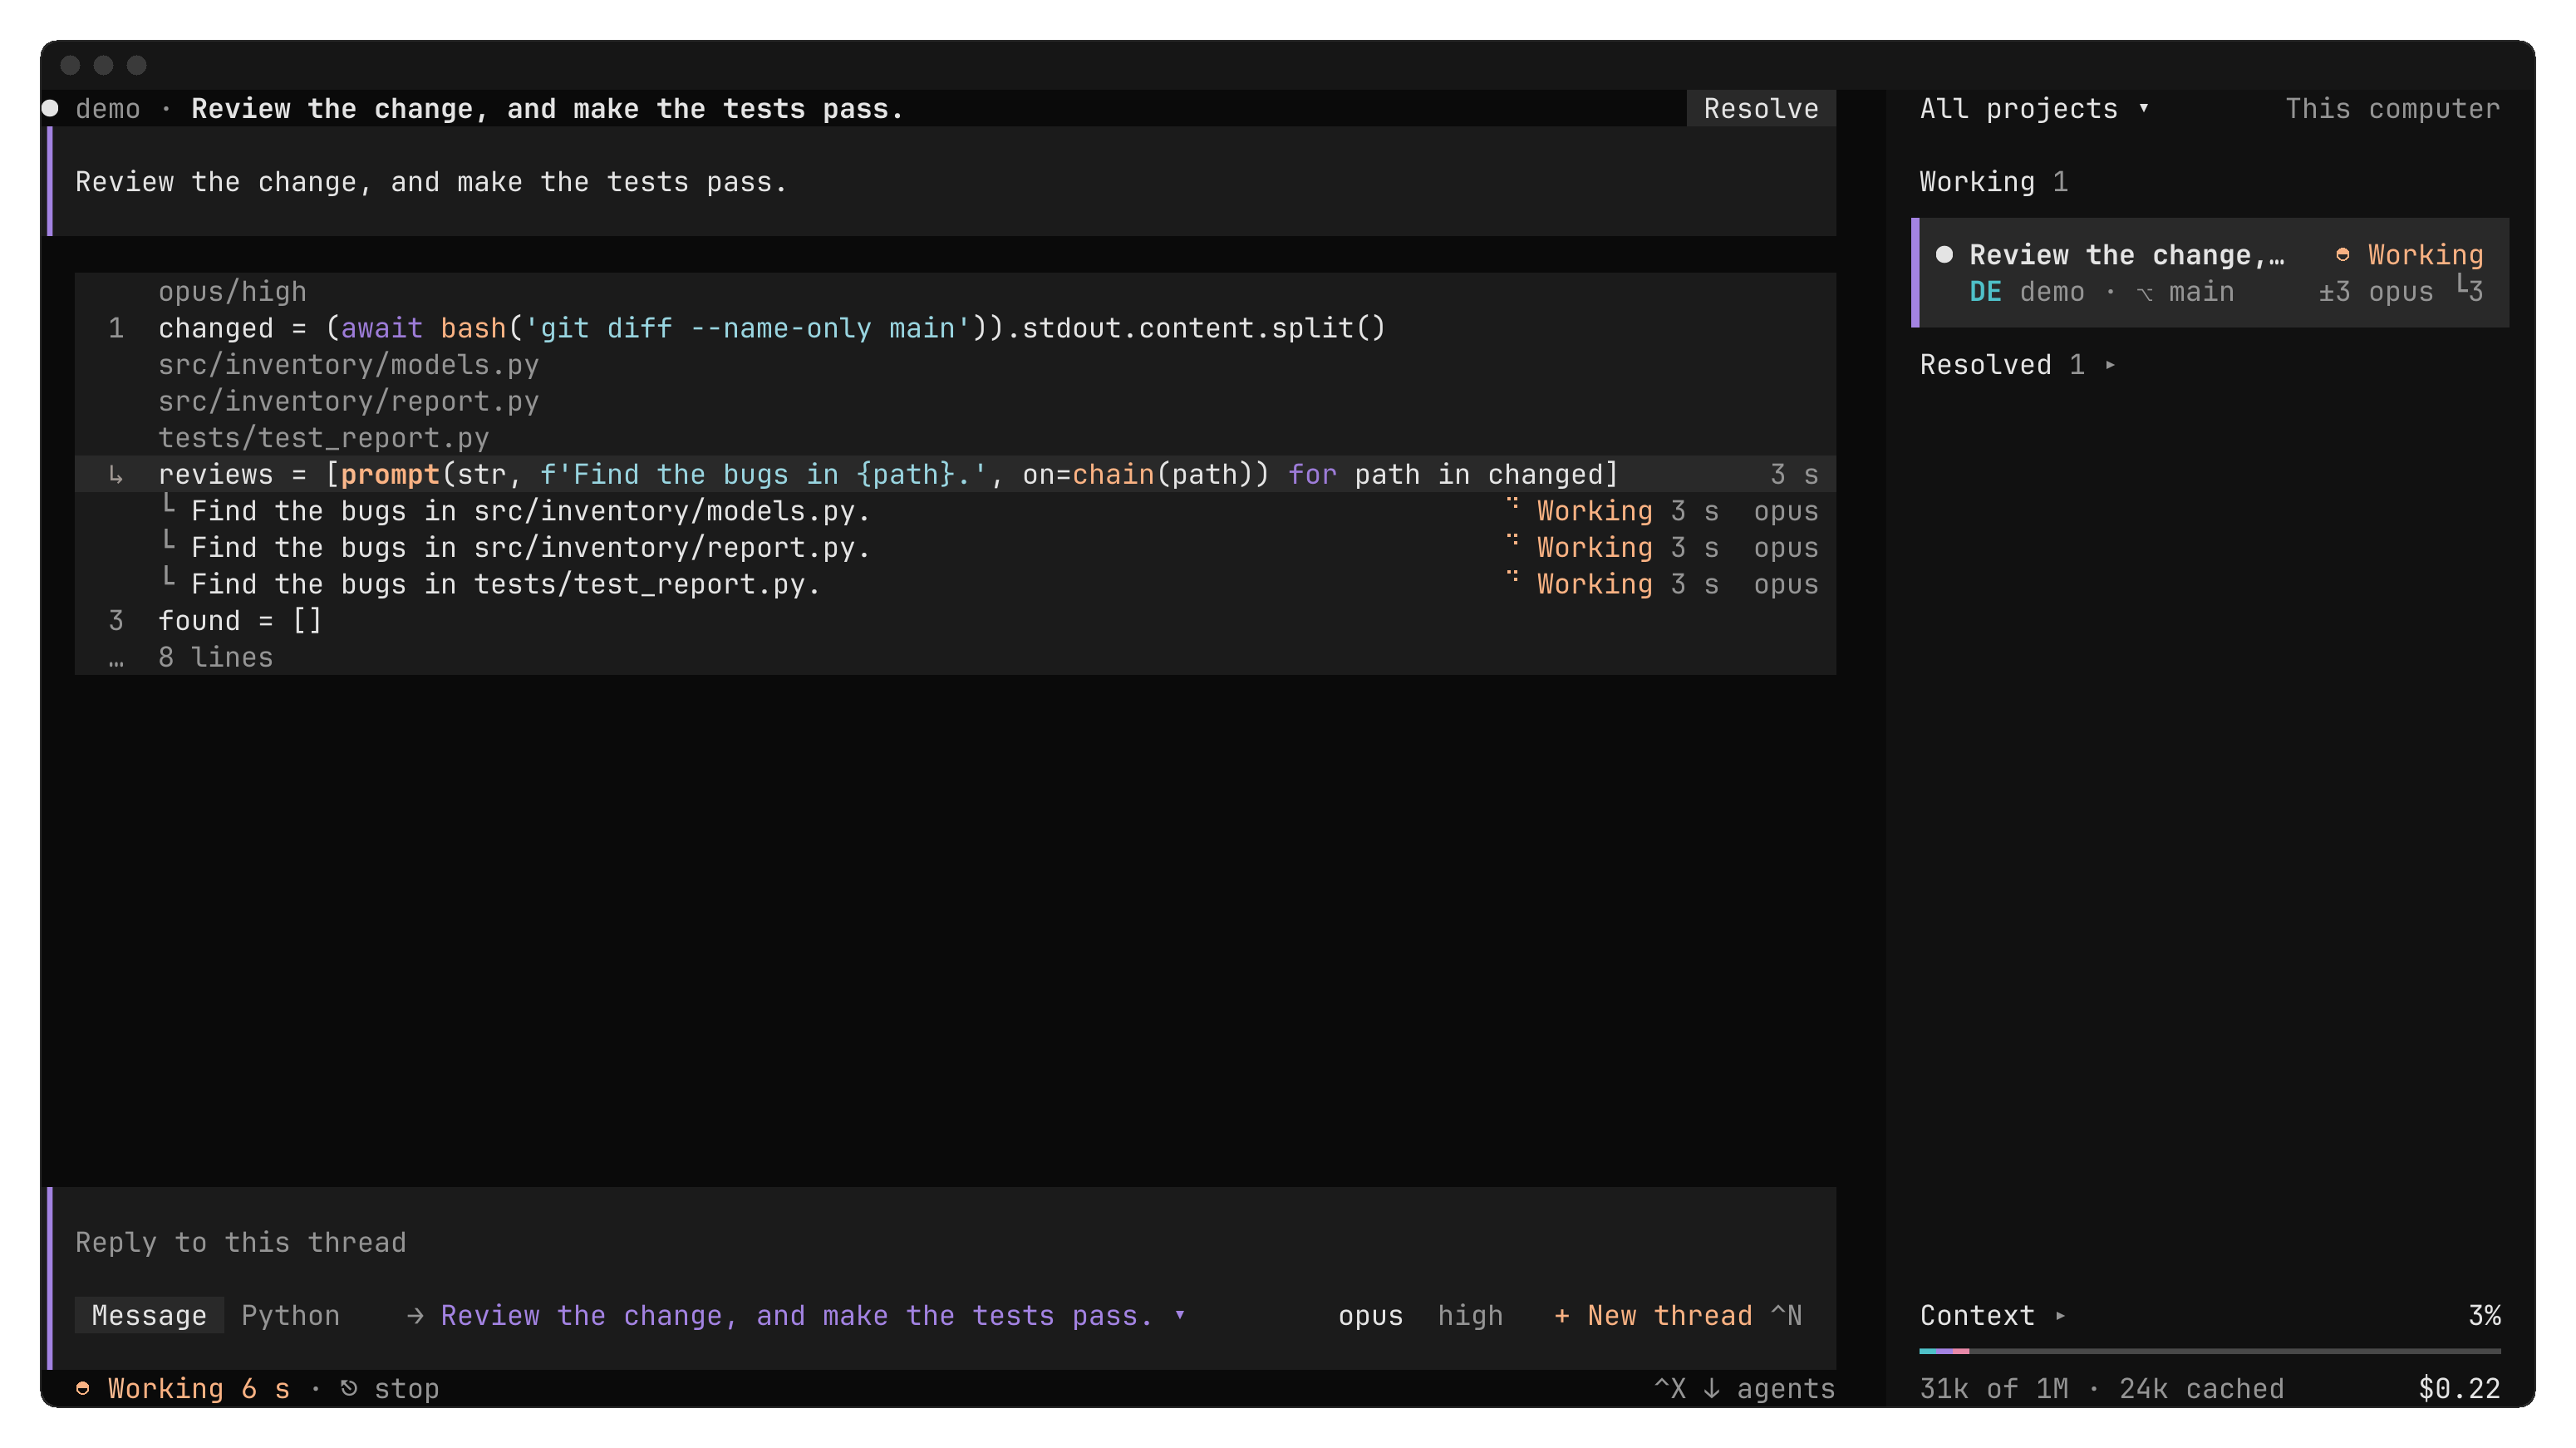 demo · Review the change, and make the tests pass. Resolve
Review the change, and make the tests pass.
opus/high
1 changed = (await bash('git diff --name-only main')).stdout.content.split()
src/inventory/models.py
src/inventory/report.py
tests/test_report.py
↳ reviews = [prompt(str, f'Find the bugs in {path}.', on=chain(path)) for path in changed] 3 s
└ Find the bugs in src/inventory/models.py. Working 3 s opus
└ Find the bugs in src/inventory/report.py. Working 3 s opus
└ Find the bugs in tests/test_report.py. Working 3 s opus
3 found = []
… 8 lines
Reply to this thread
Message Python → Review the change, and make the tests pass. ▾ opus high + New thread ^N
Working 6 s · stop ^X ↓ agents
All projects ▾ This computer
Working 1
Review the change,… Working
DE demo · ⌥ main ±3 opus └3
Resolved 1 ▸
Context ▸ 3%
31k of 1M · 24k cached $0.22